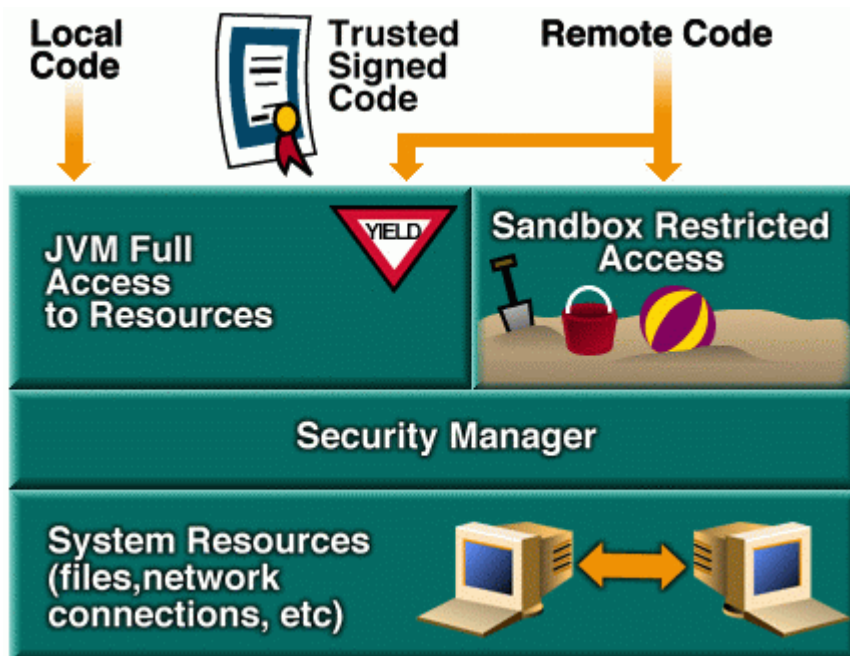 Local
Code
Trusted
Signed
Code
Remote Code
JVM Full
Access
to Resources
YIELD
Sandbox Restricted
Access
Security Manager
System Resources
(files,network
connections, etc)